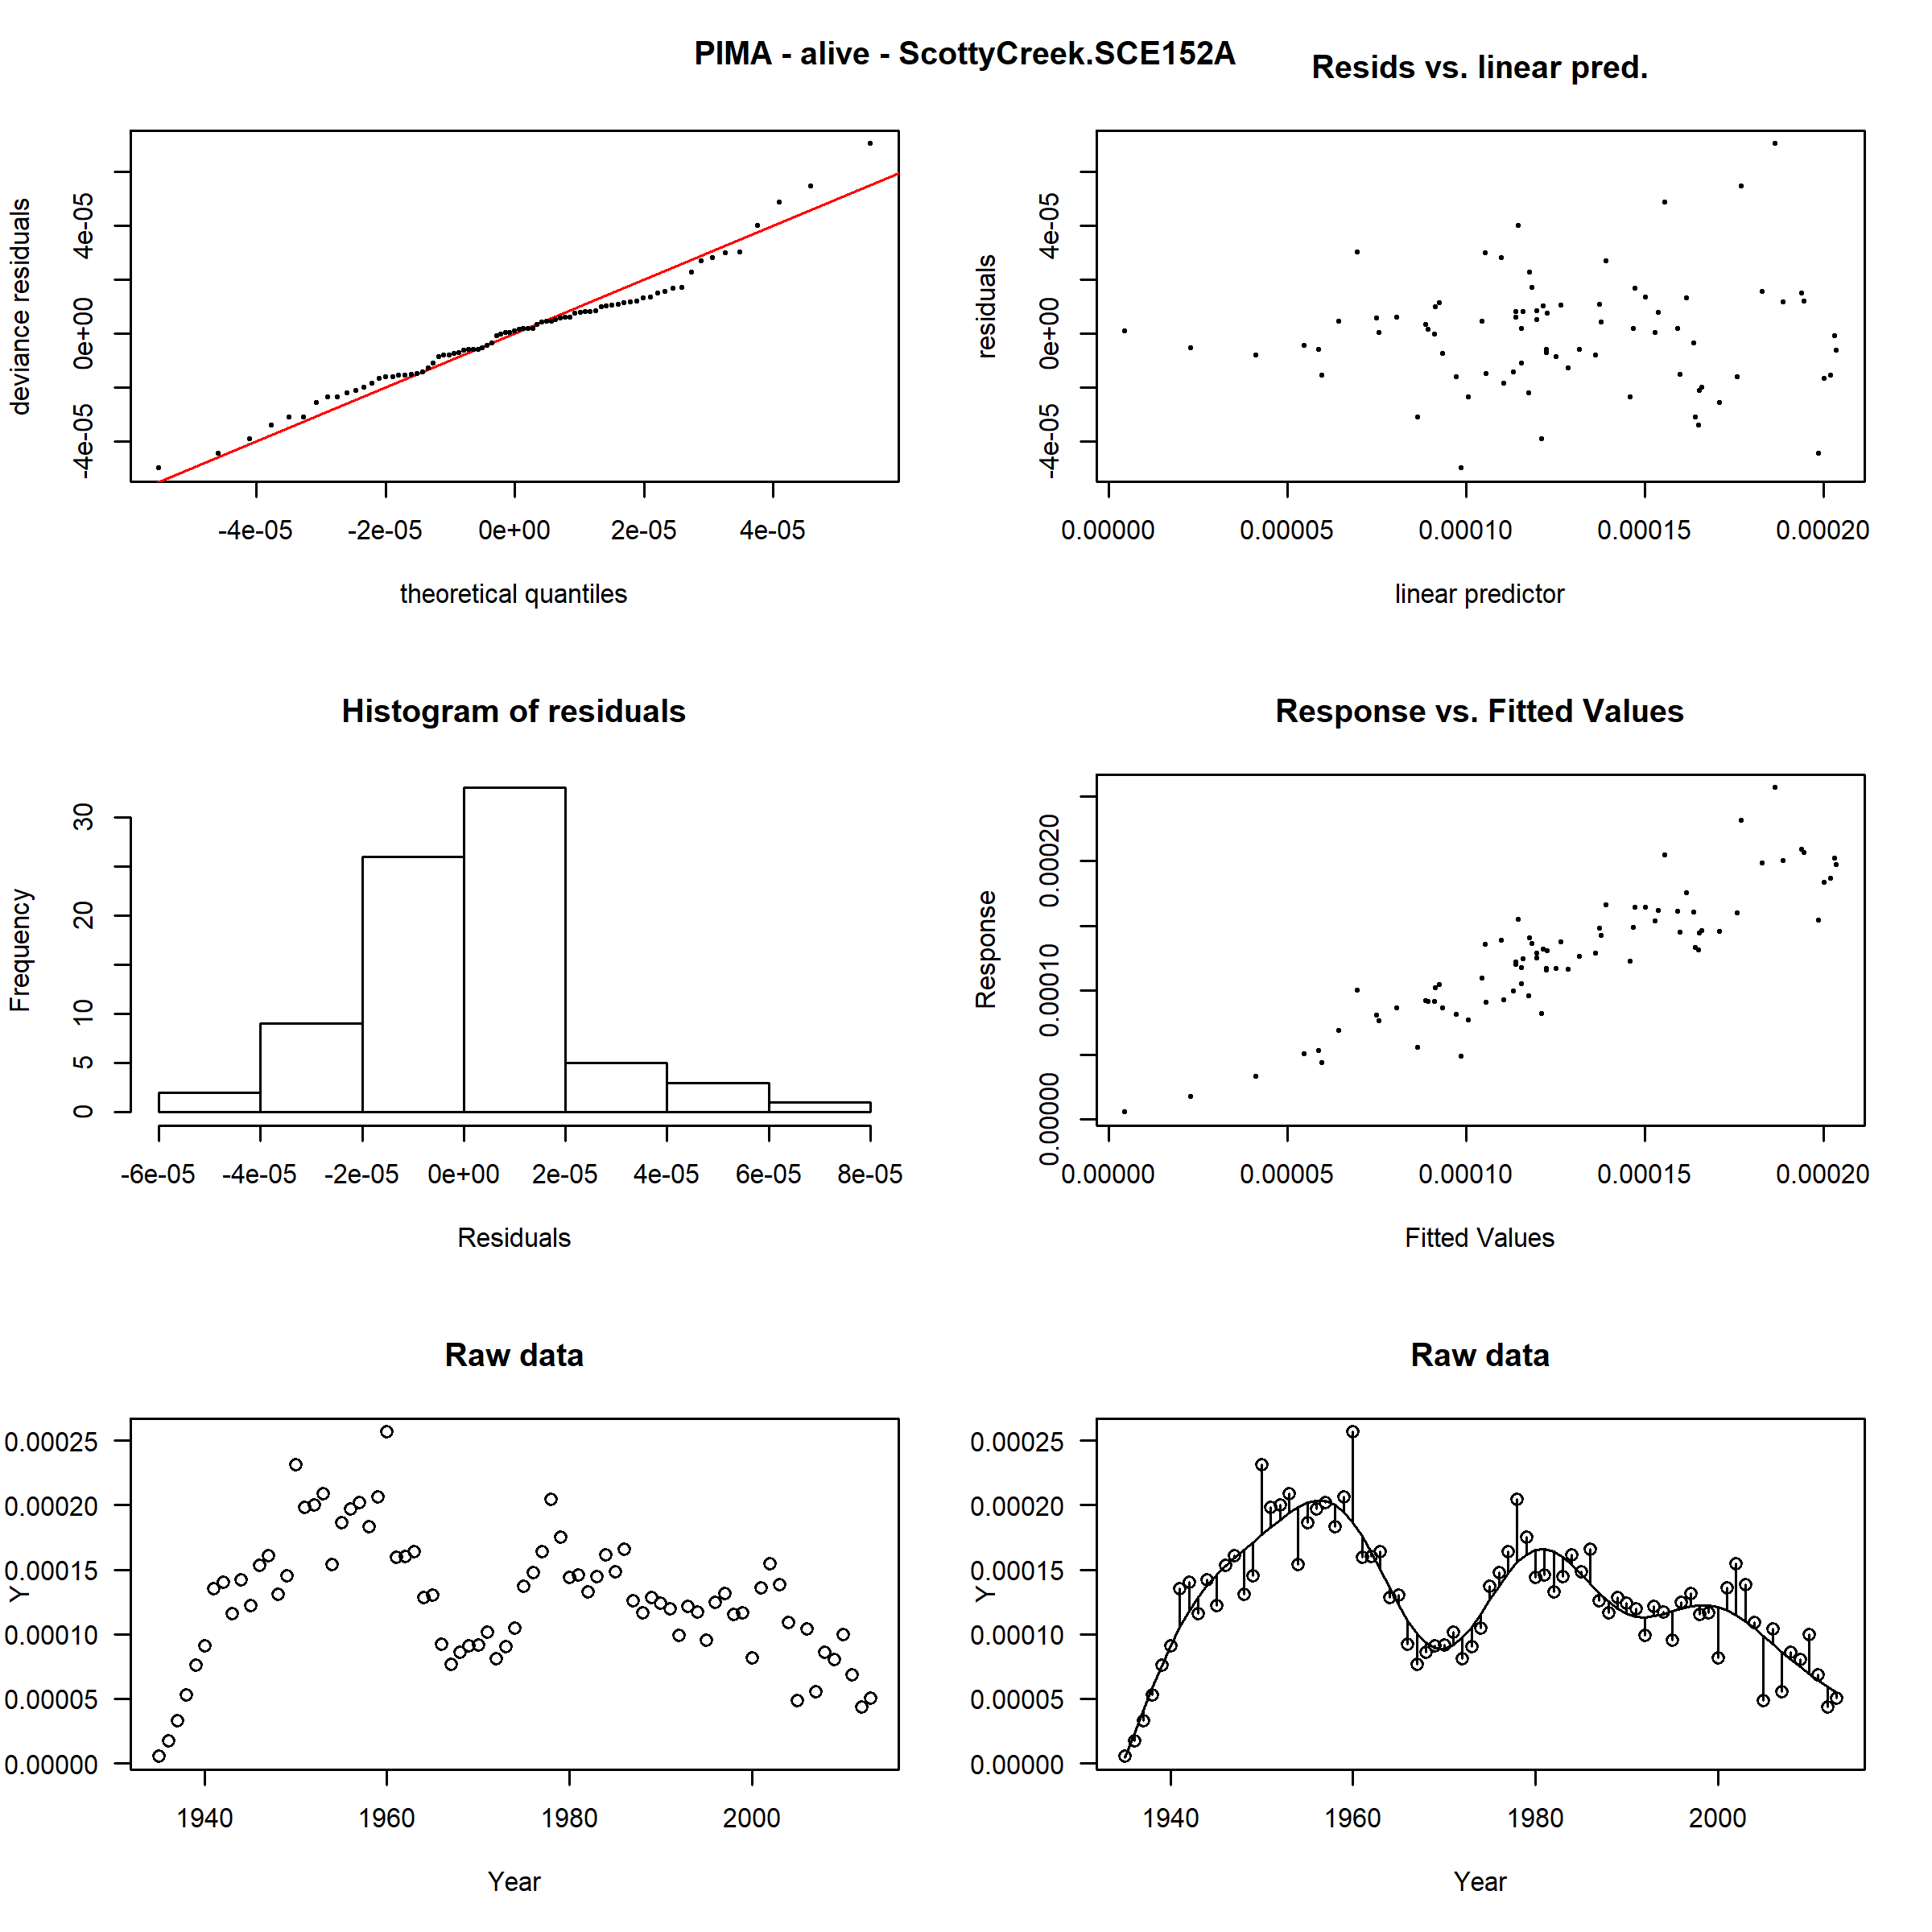 PIMA - alive - ScottyCreek.SCE152A
Resids vs. linear pred.
deviance residuals
-4e-05 0e+00 4e-05
-4e-05 -2e-05 0e+00 2e-05 4e-05
theoretical quantiles
residuals
-4e-05 0e+00 4e-05
0.00000 0.00005 0.00010 0.00015 0.00020
linear predictor
Histogram of residuals
Frequency
0 5 10 20 30
-6e-05 -4e-05 -2e-05 0e+00 2e-05 4e-05 6e-05 8e-05
Residuals
Response vs. Fitted Values
Response
0.00000 0.00010 0.00020
0.00000 0.00005 0.00010 0.00015 0.00020
Fitted Values
Raw data
Y
0.00025
0.00020
0.00015
0.00010
0.00005
0.00000
1940 1960 1980 2000
Year
Raw data
Y
0.00025
0.00020
0.00015
0.00010
0.00005
0.00000
1940 1960 1980 2000
Year